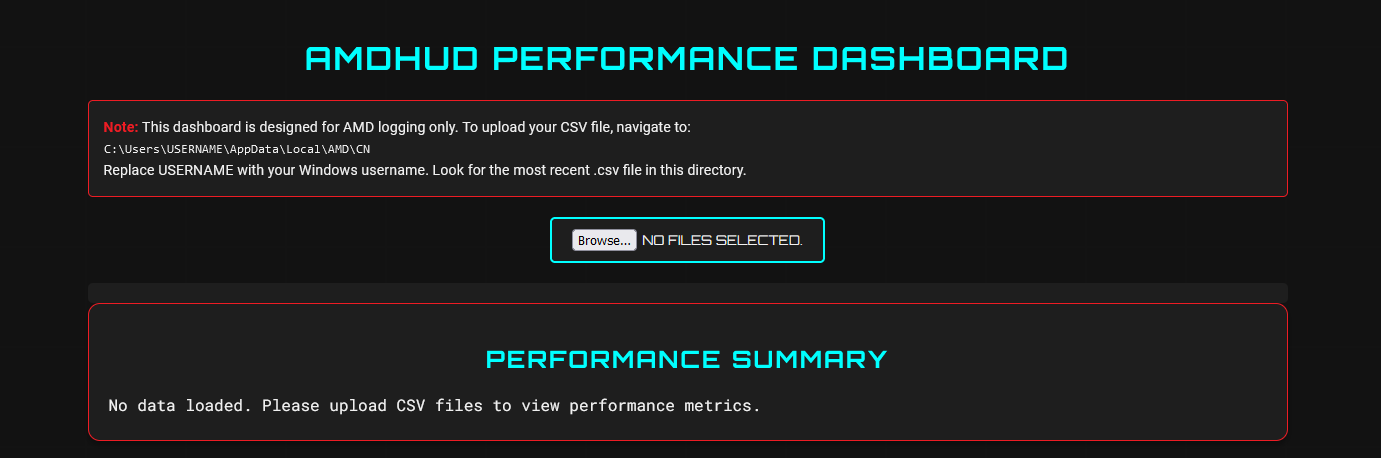 AMDHUD PERFORMANCE DASHBOARD
Note: This dashboard is designed for AMD logging only. To upload your CSV file, navigate to:
C:\Users\USERNAME\AppData\Local\AMD\CN
Replace USERNAME with your Windows username. Look for the most recent .csv file in this directory.
Browse... NO FILES SELECTED.
PERFORMANCE SUMMARY
No data loaded. Please upload CSV files to view performance metrics.